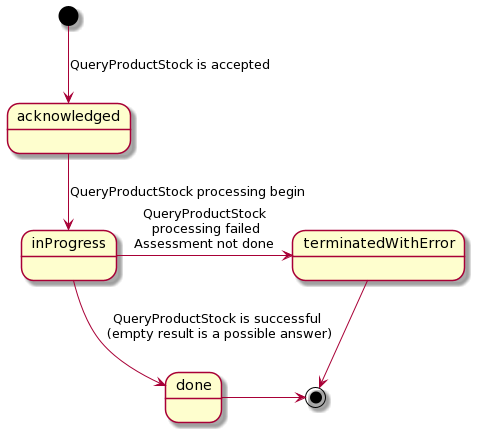 QueryProductStock is accepted
acknowledged
QueryProductStock processing begin
QueryProductStock
processing failed
Assessment not done
inProgress
terminatedWithError
QueryProductStock is successful
(empty result is a possible answer)
done